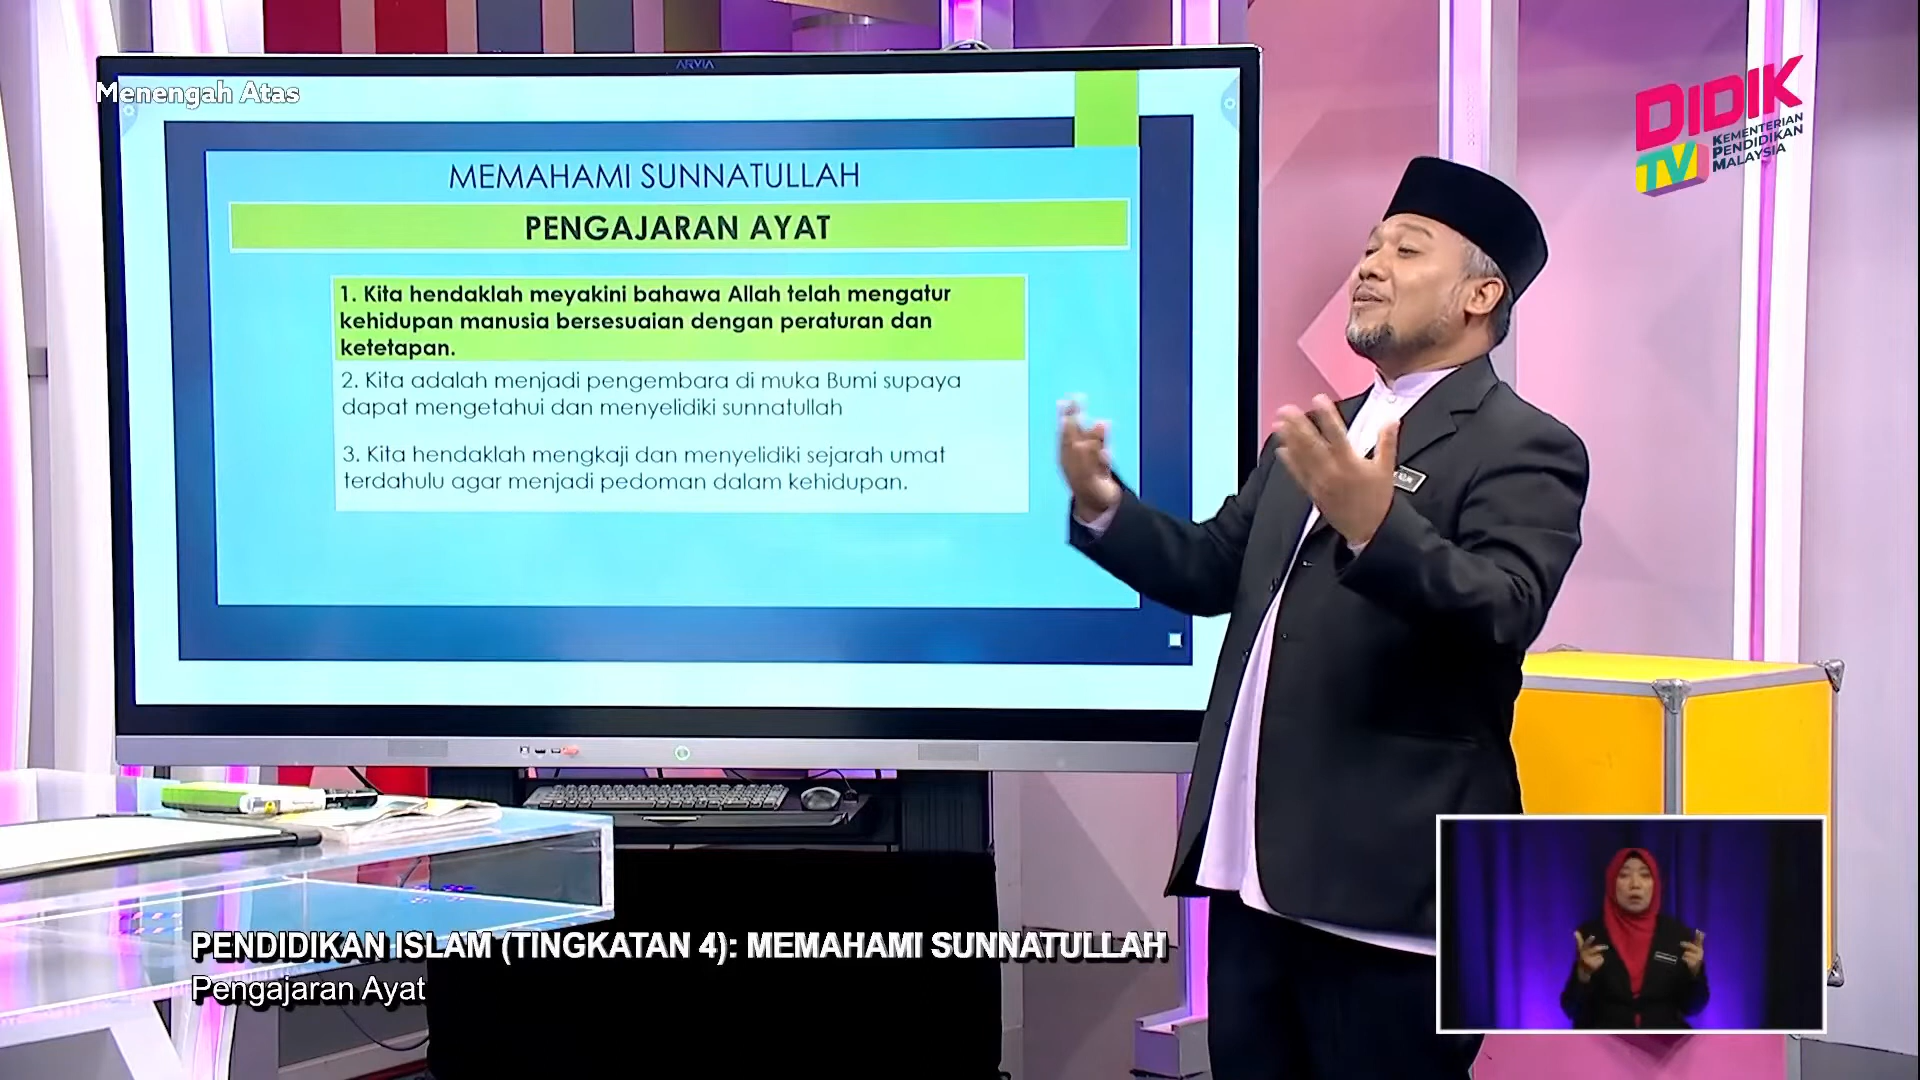 ARVIA
Menengah Atas
DIDIK
TV
KEMENTERIAN
PENDIDIKAN
MALAYSIA
MEMAHAMI SUNNATULLAH
PENGAJARAN AYAT
1. Kita hendaklah meyakini bahawa Allah telah mengatur
kehidupan manusia bersesuaian dengan peraturan dan
ketetapan.
2. Kita adalah menjadi pengembara di muka Bumi supaya
dapat mengetahui dan menyelidiki sunnatullah
3. Kita hendaklah mengkaji dan menyelidiki sejarah umat
terdahulu agar menjadi pedoman dalam kehidupan.
PENDIDIKAN ISLAM (TINGKATAN 4): MEMAHAMI SUNNATULLAH
Pengajaran Ayat